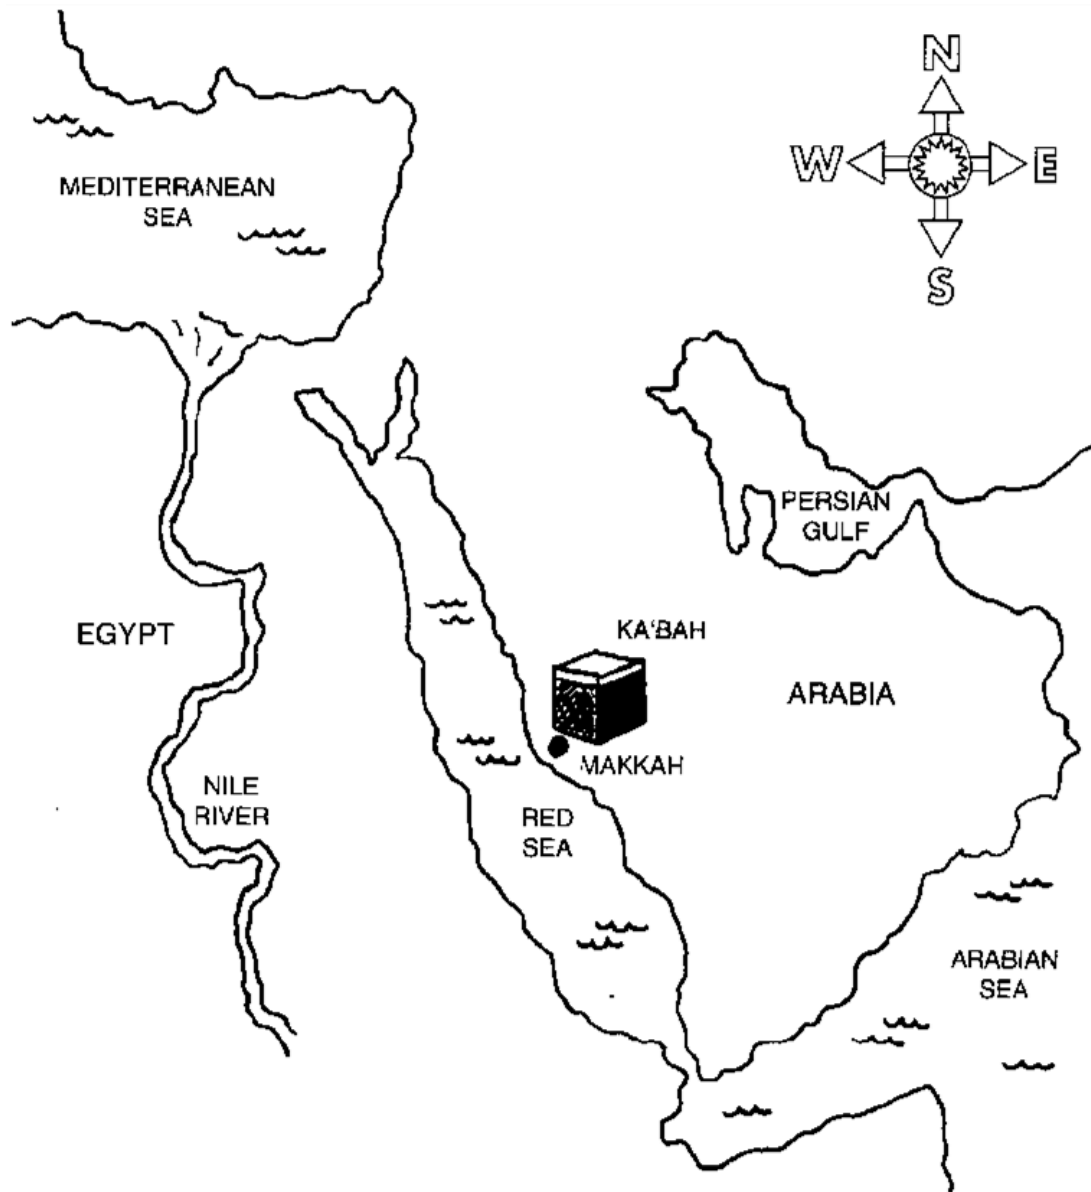 N
W E
S
MEDITERRANEAN
SEA
PERSIAN
GULF
EGYPT
KA'BAH
ARABIA
MAKKAH
NILE
RIVER
RED
SEA
ARABIAN
SEA